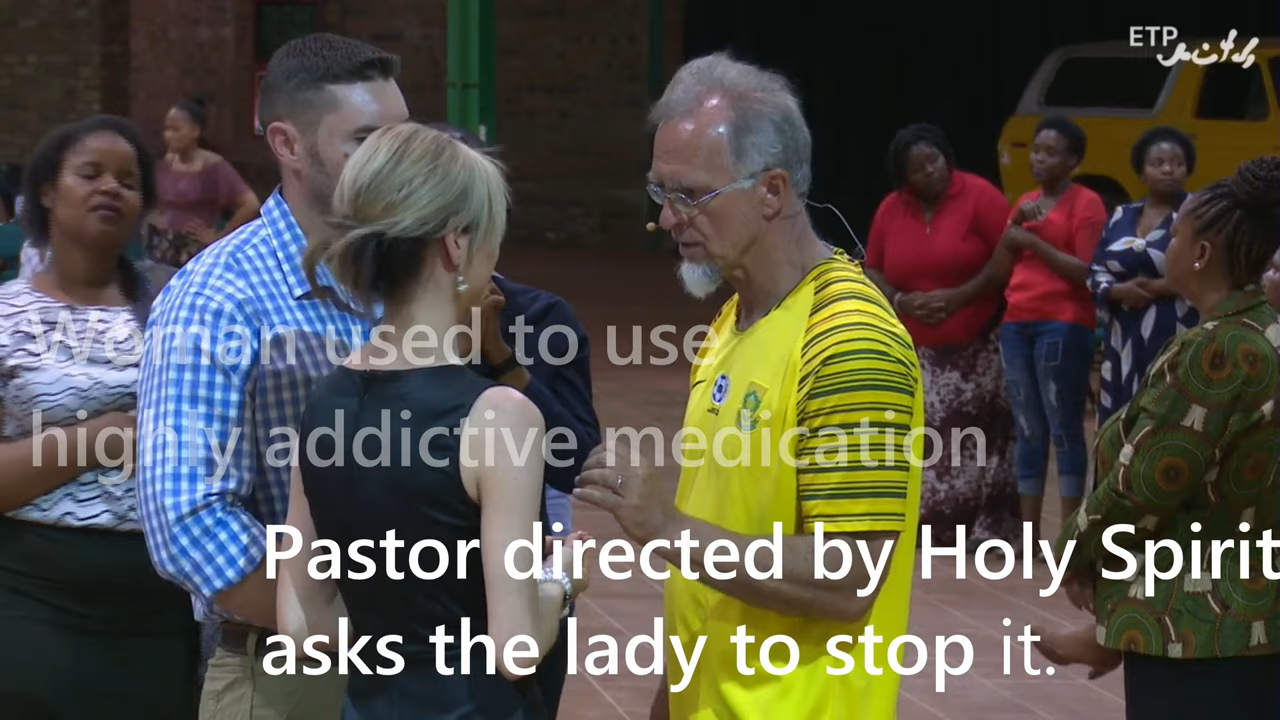 ETP
Woman used to use
highly addictive medication
Pastor directed by Holy Spirit
asks the lady to stop it.